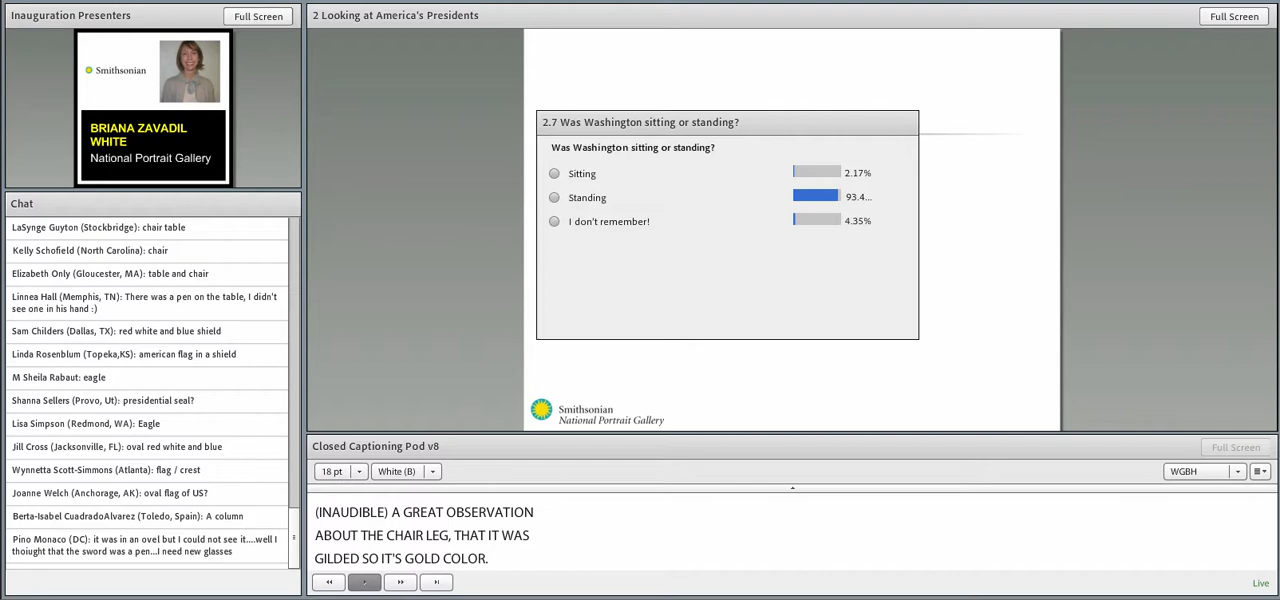 Inauguration Presenters
Full Screen
Smithsonian
BRIANA ZAVADIL
WHITE
National Portrait Gallery
Chat
LaSynge Guyton (Stockbridge): chair table
Kelly Schofield (North Carolina): chair
Elizabeth Only (Gloucester, MA): table and chair
Linnea Hall (Memphis, TN): There was a pen on the table, I didn't
see one in his hand :)
Sam Childers (Dallas, TX): red white and blue shield
Linda Rosenblum (Topeka,KS): american flag in a shield
M Sheila Rabaut: eagle
Shanna Sellers (Provo, Ut): presidential seal?
Lisa Simpson (Redmond, WA): Eagle
Jill Cross (Jacksonville, FL): oval red white and blue
Wynnetta Scott-Simmons (Atlanta): flag / crest
Joanne Welch (Anchorage, AK): oval flag of US?
Berta-Isabel CuadradoAlvarez (Toledo, Spain): A column
Pino Monaco (DC): it was in an ovel but I could not see it....well I
thoiught that the sword was a pen...I need new glasses
2 Looking at America's Presidents
Full Screen
2.7 Was Washington sitting or standing?
Was Washington sitting or standing?
Sitting 2.17%
Standing 93.4...
I don't remember! 4.35%
Smithsonian
National Portrait Gallery
Closed Captioning Pod v8
Full Screen
18 pt White (B) WGBH
(INAUDIBLE) A GREAT OBSERVATION
ABOUT THE CHAIR LEG, THAT IT WAS
GILDED SO IT'S GOLD COLOR.
Live